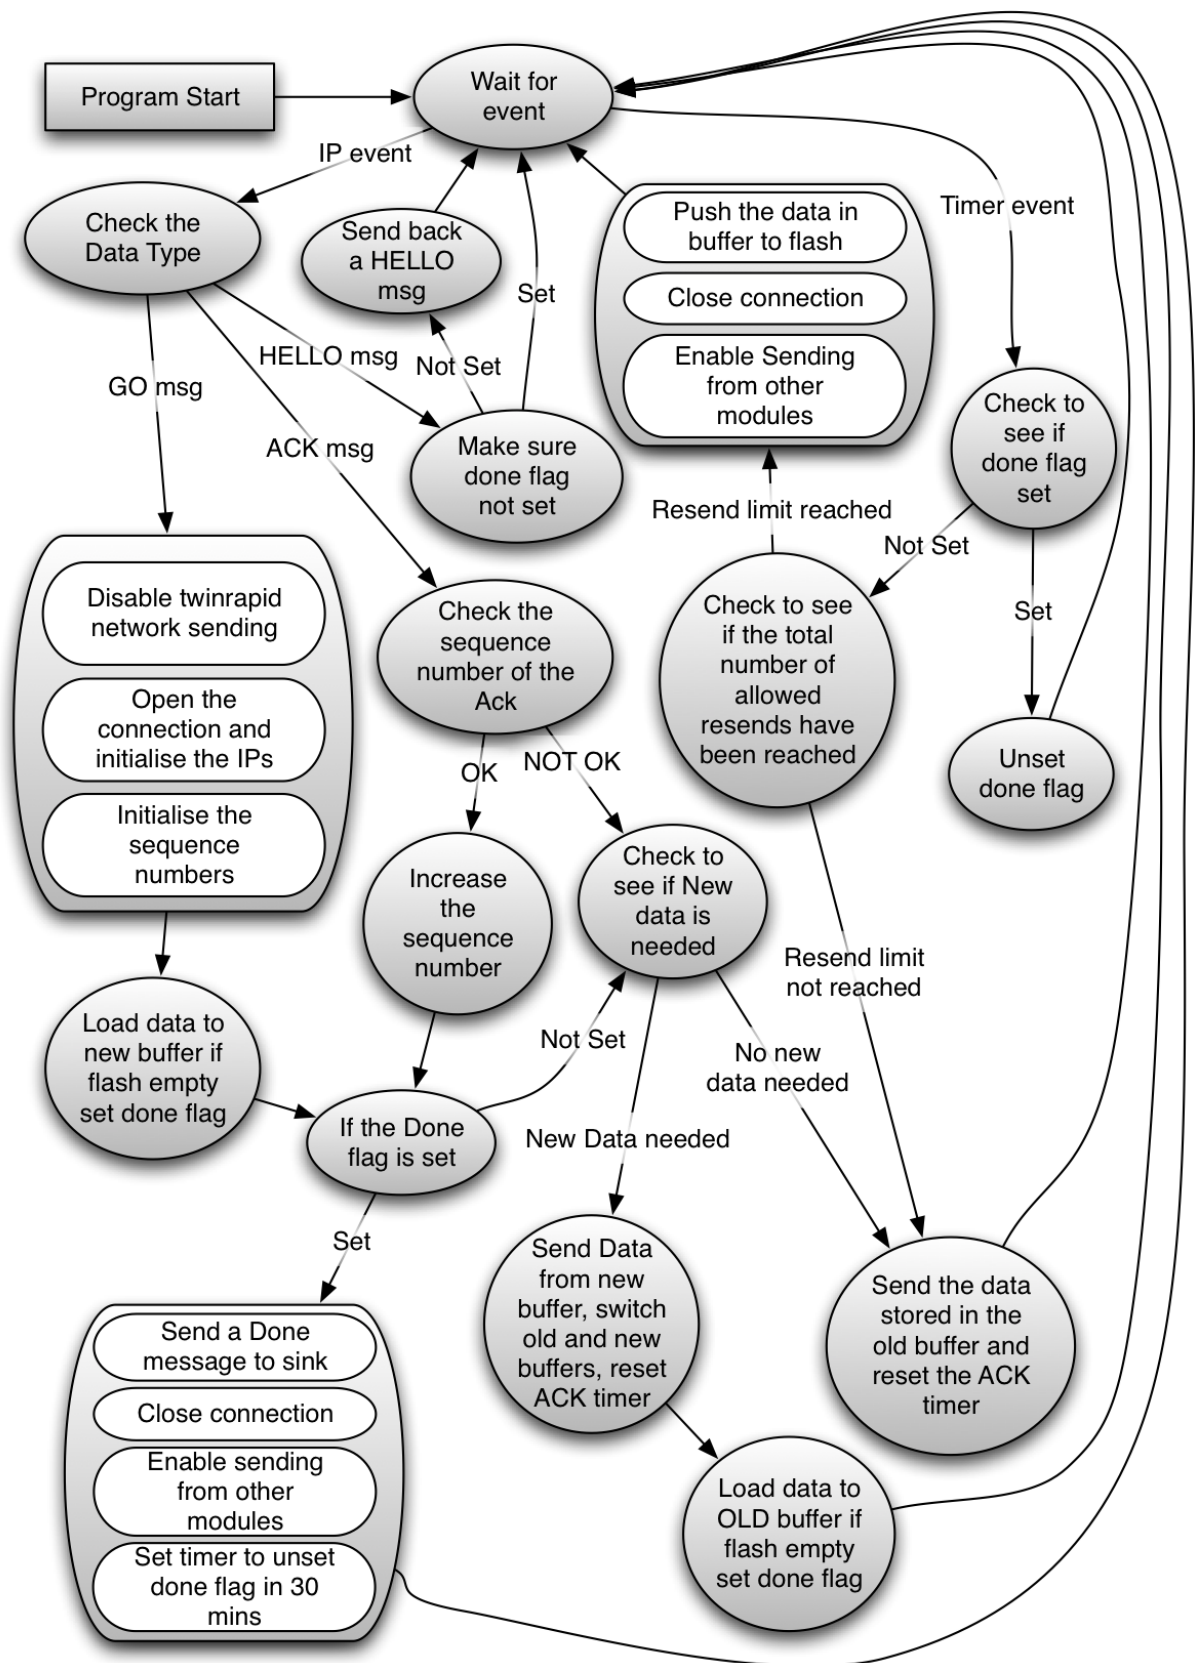 Program Start
Wait for
event
IP event
Timer event
Check the
Data Type
Send back
a HELLO
msg
Set
Not Set
HELLO msg
GO msg
ACK msg
Make sure
done flag
not set
Push the data in
buffer to flash
Close connection
Enable Sending
from other
modules
Resend limit reached
Check to
see if
done flag
set
Not Set
Set
Unset
done flag
Check to see
if the total
number of
allowed
resends have
been reached
Disable twinrapid
network sending
Open the
connection and
initialise the IPs
Initialise the
sequence
numbers
Check the
sequence
number of the
Ack
OK
NOT OK
Increase
the
sequence
number
Check to
see if New
data is
needed
Resend limit
not reached
Load data to
new buffer if
flash empty
set done flag
Not Set
No new
data needed
If the Done
flag is set
New Data needed
Set
Send a Done
message to sink
Close connection
Enable sending
from other
modules
Set timer to unset
done flag in 30
mins
Send Data
from new
buffer, switch
old and new
buffers, reset
ACK timer
Send the data
stored in the
old buffer and
reset the ACK
timer
Load data to
OLD buffer if
flash empty
set done flag